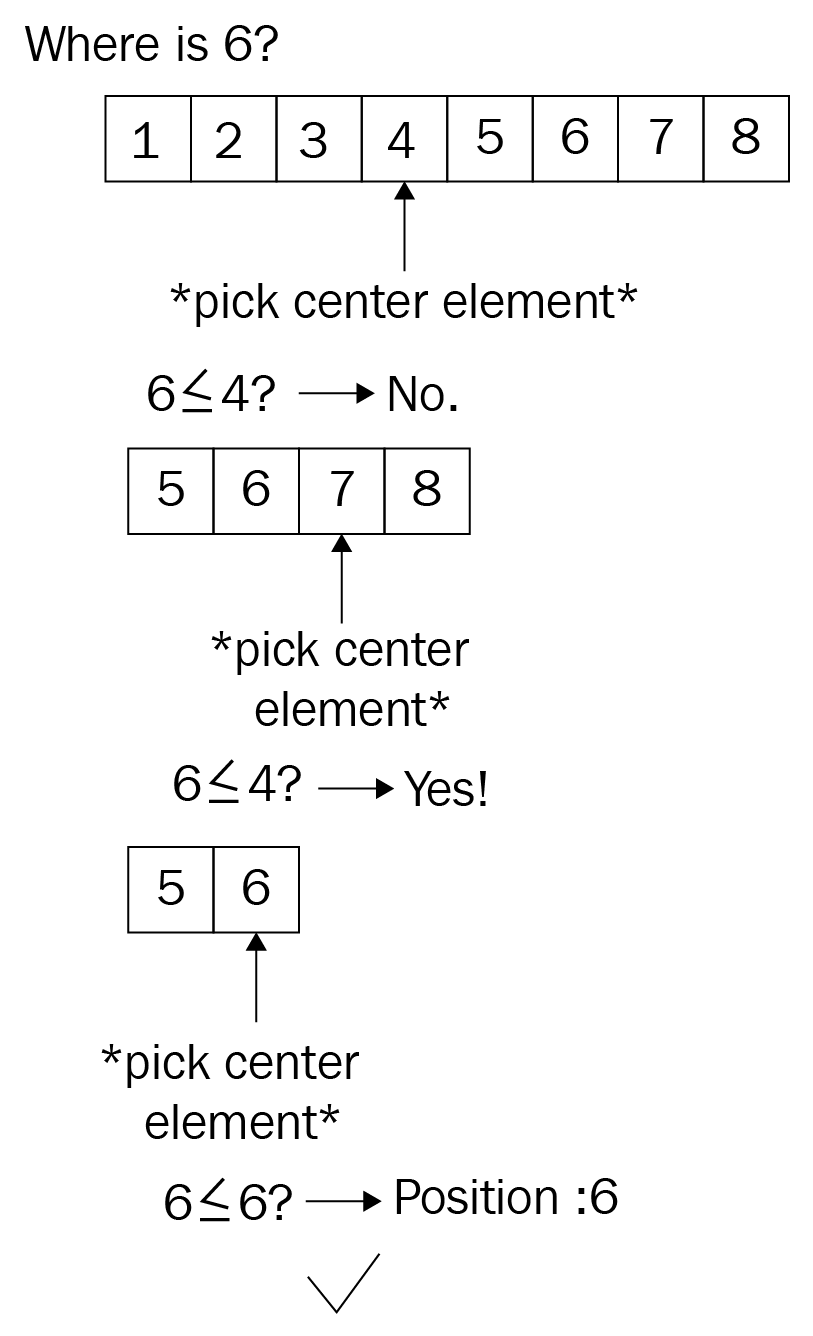 Where is 6?
1 2 3 4 5 6 7 8
*pick center element*
6≤4? → No.
5 6 7 8
*pick center
element*
6≤4? → Yes!
5 6
*pick center
element*
6≤6? → Position :6